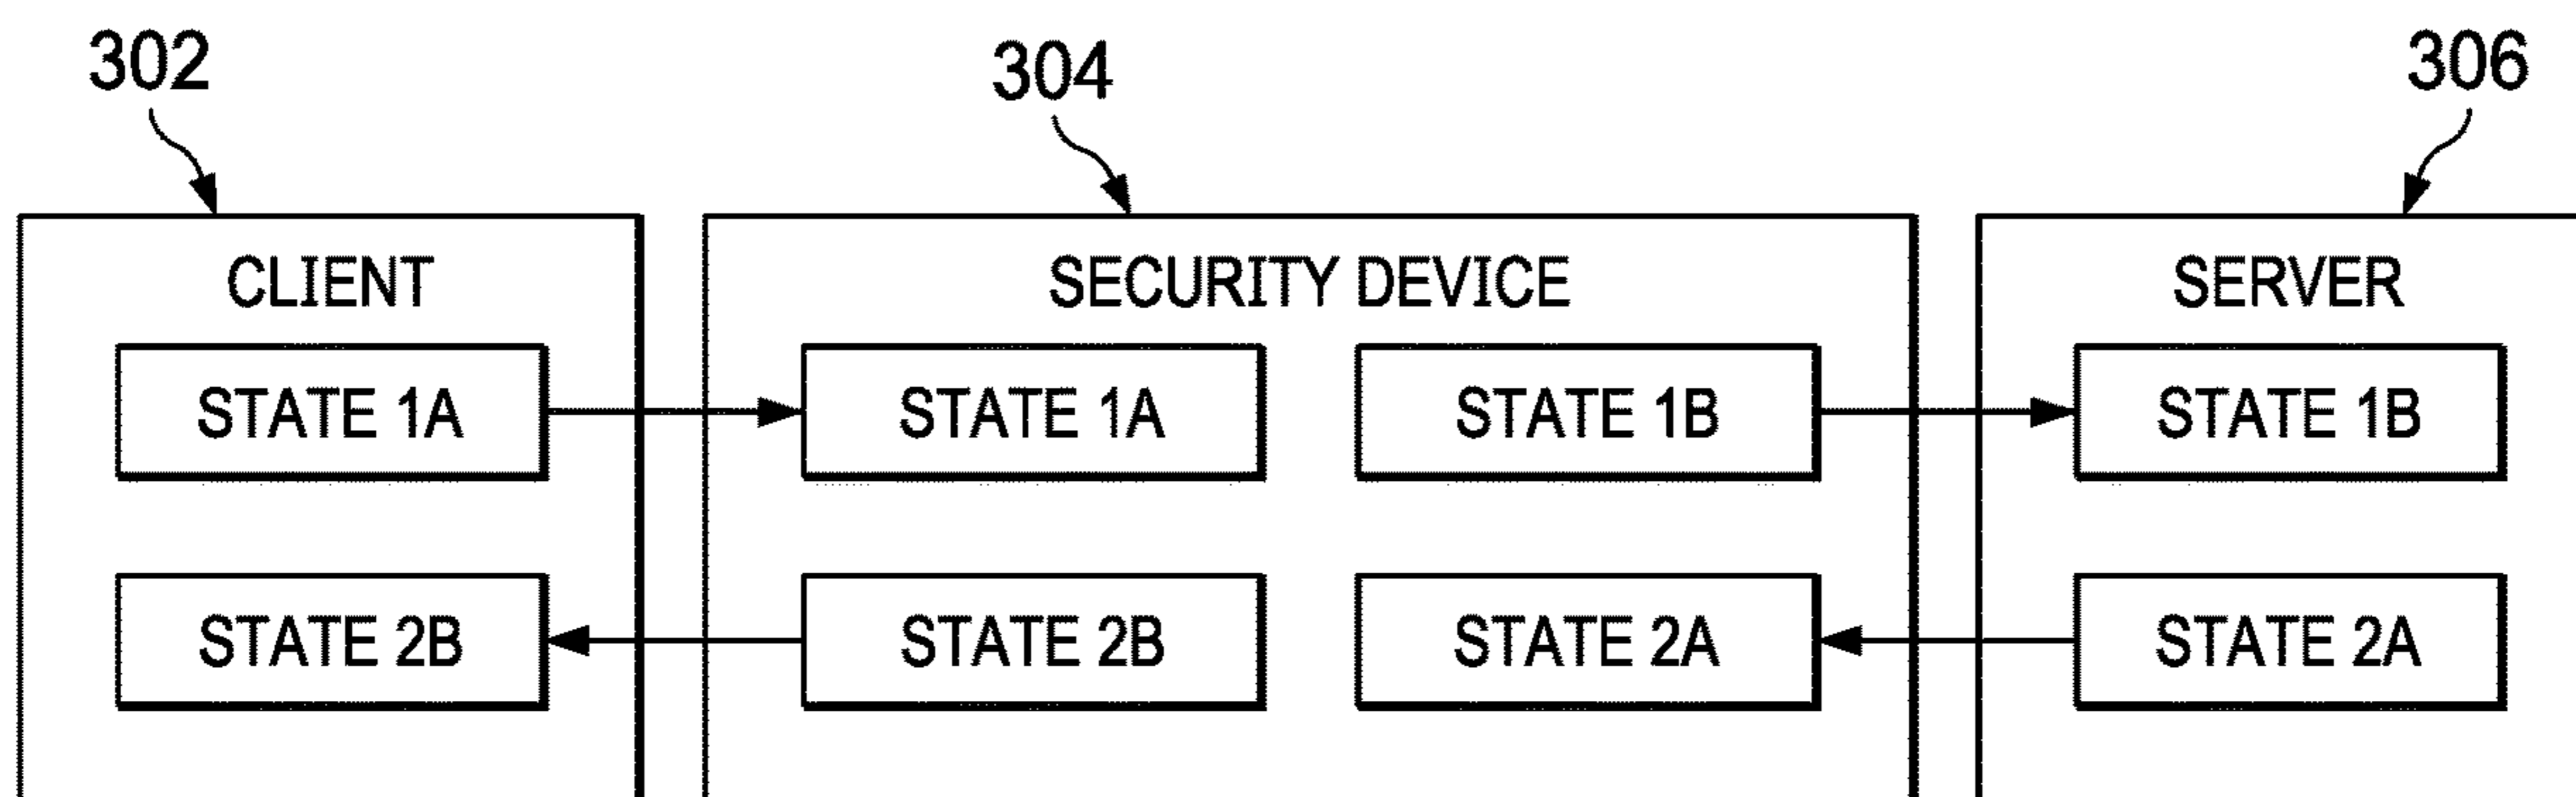 302
304
306
CLIENT
SECURITY DEVICE
SERVER
STATE 1A
STATE 1A
STATE 1B
STATE 1B
STATE 2B
STATE 2B
STATE 2A
STATE 2A